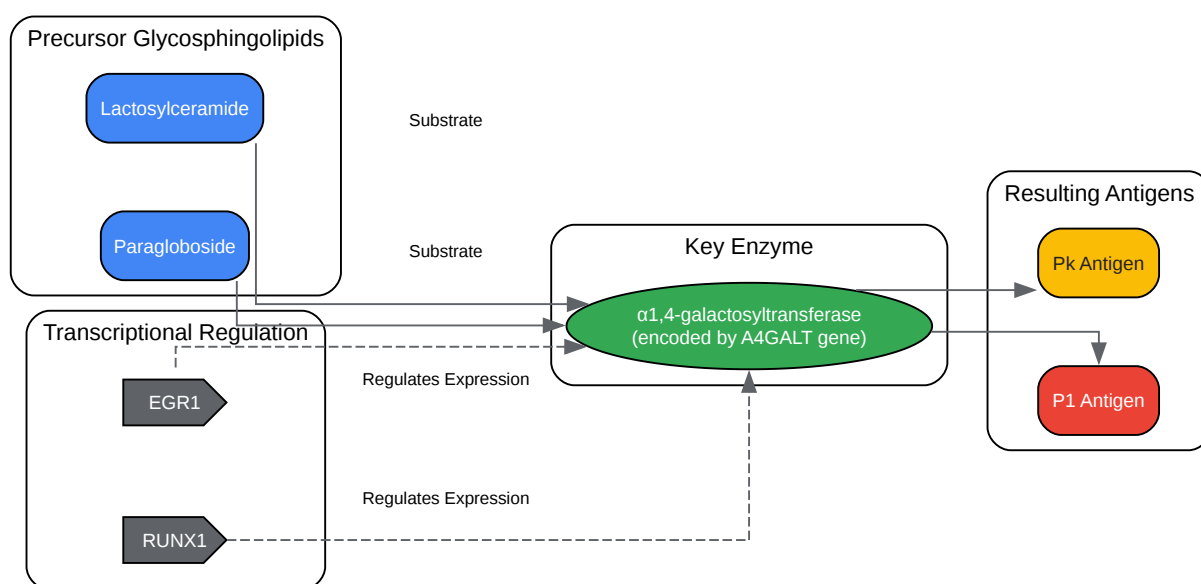 Precursor Glycosphingolipids
Lactosylceramide
Paragloboside
Substrate
Substrate
Transcriptional Regulation
EGR1
RUNX1
Regulates Expression
Regulates Expression
Key Enzyme
α1,4-galactosyltransferase
(encoded by A4GALT gene)
Resulting Antigens
Pk Antigen
P1 Antigen